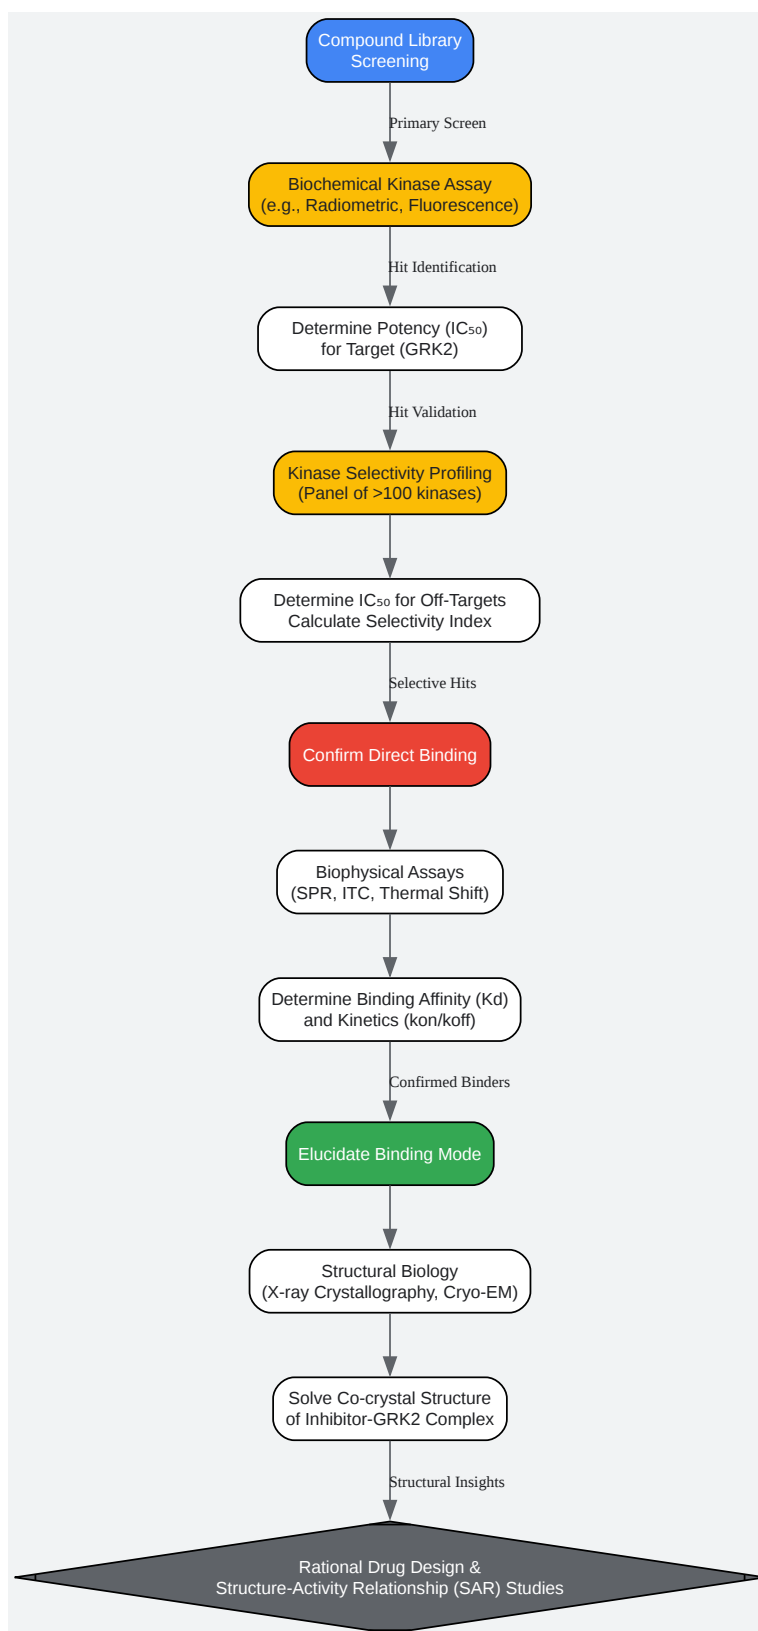 Compound Library
Screening
Primary Screen
Biochemical Kinase Assay
(e.g., Radiometric, Fluorescence)
Hit Identification
Determine Potency (IC₅₀)
for Target (GRK2)
Hit Validation
Kinase Selectivity Profiling
(Panel of >100 kinases)
Determine IC₅₀ for Off-Targets
Calculate Selectivity Index
Selective Hits
Confirm Direct Binding
Biophysical Assays
(SPR, ITC, Thermal Shift)
Determine Binding Affinity (Kd)
and Kinetics (kon/koff)
Confirmed Binders
Elucidate Binding Mode
Structural Biology
(X-ray Crystallography, Cryo-EM)
Solve Co-crystal Structure
of Inhibitor-GRK2 Complex
Structural Insights
Rational Drug Design &
Structure-Activity Relationship (SAR) Studies